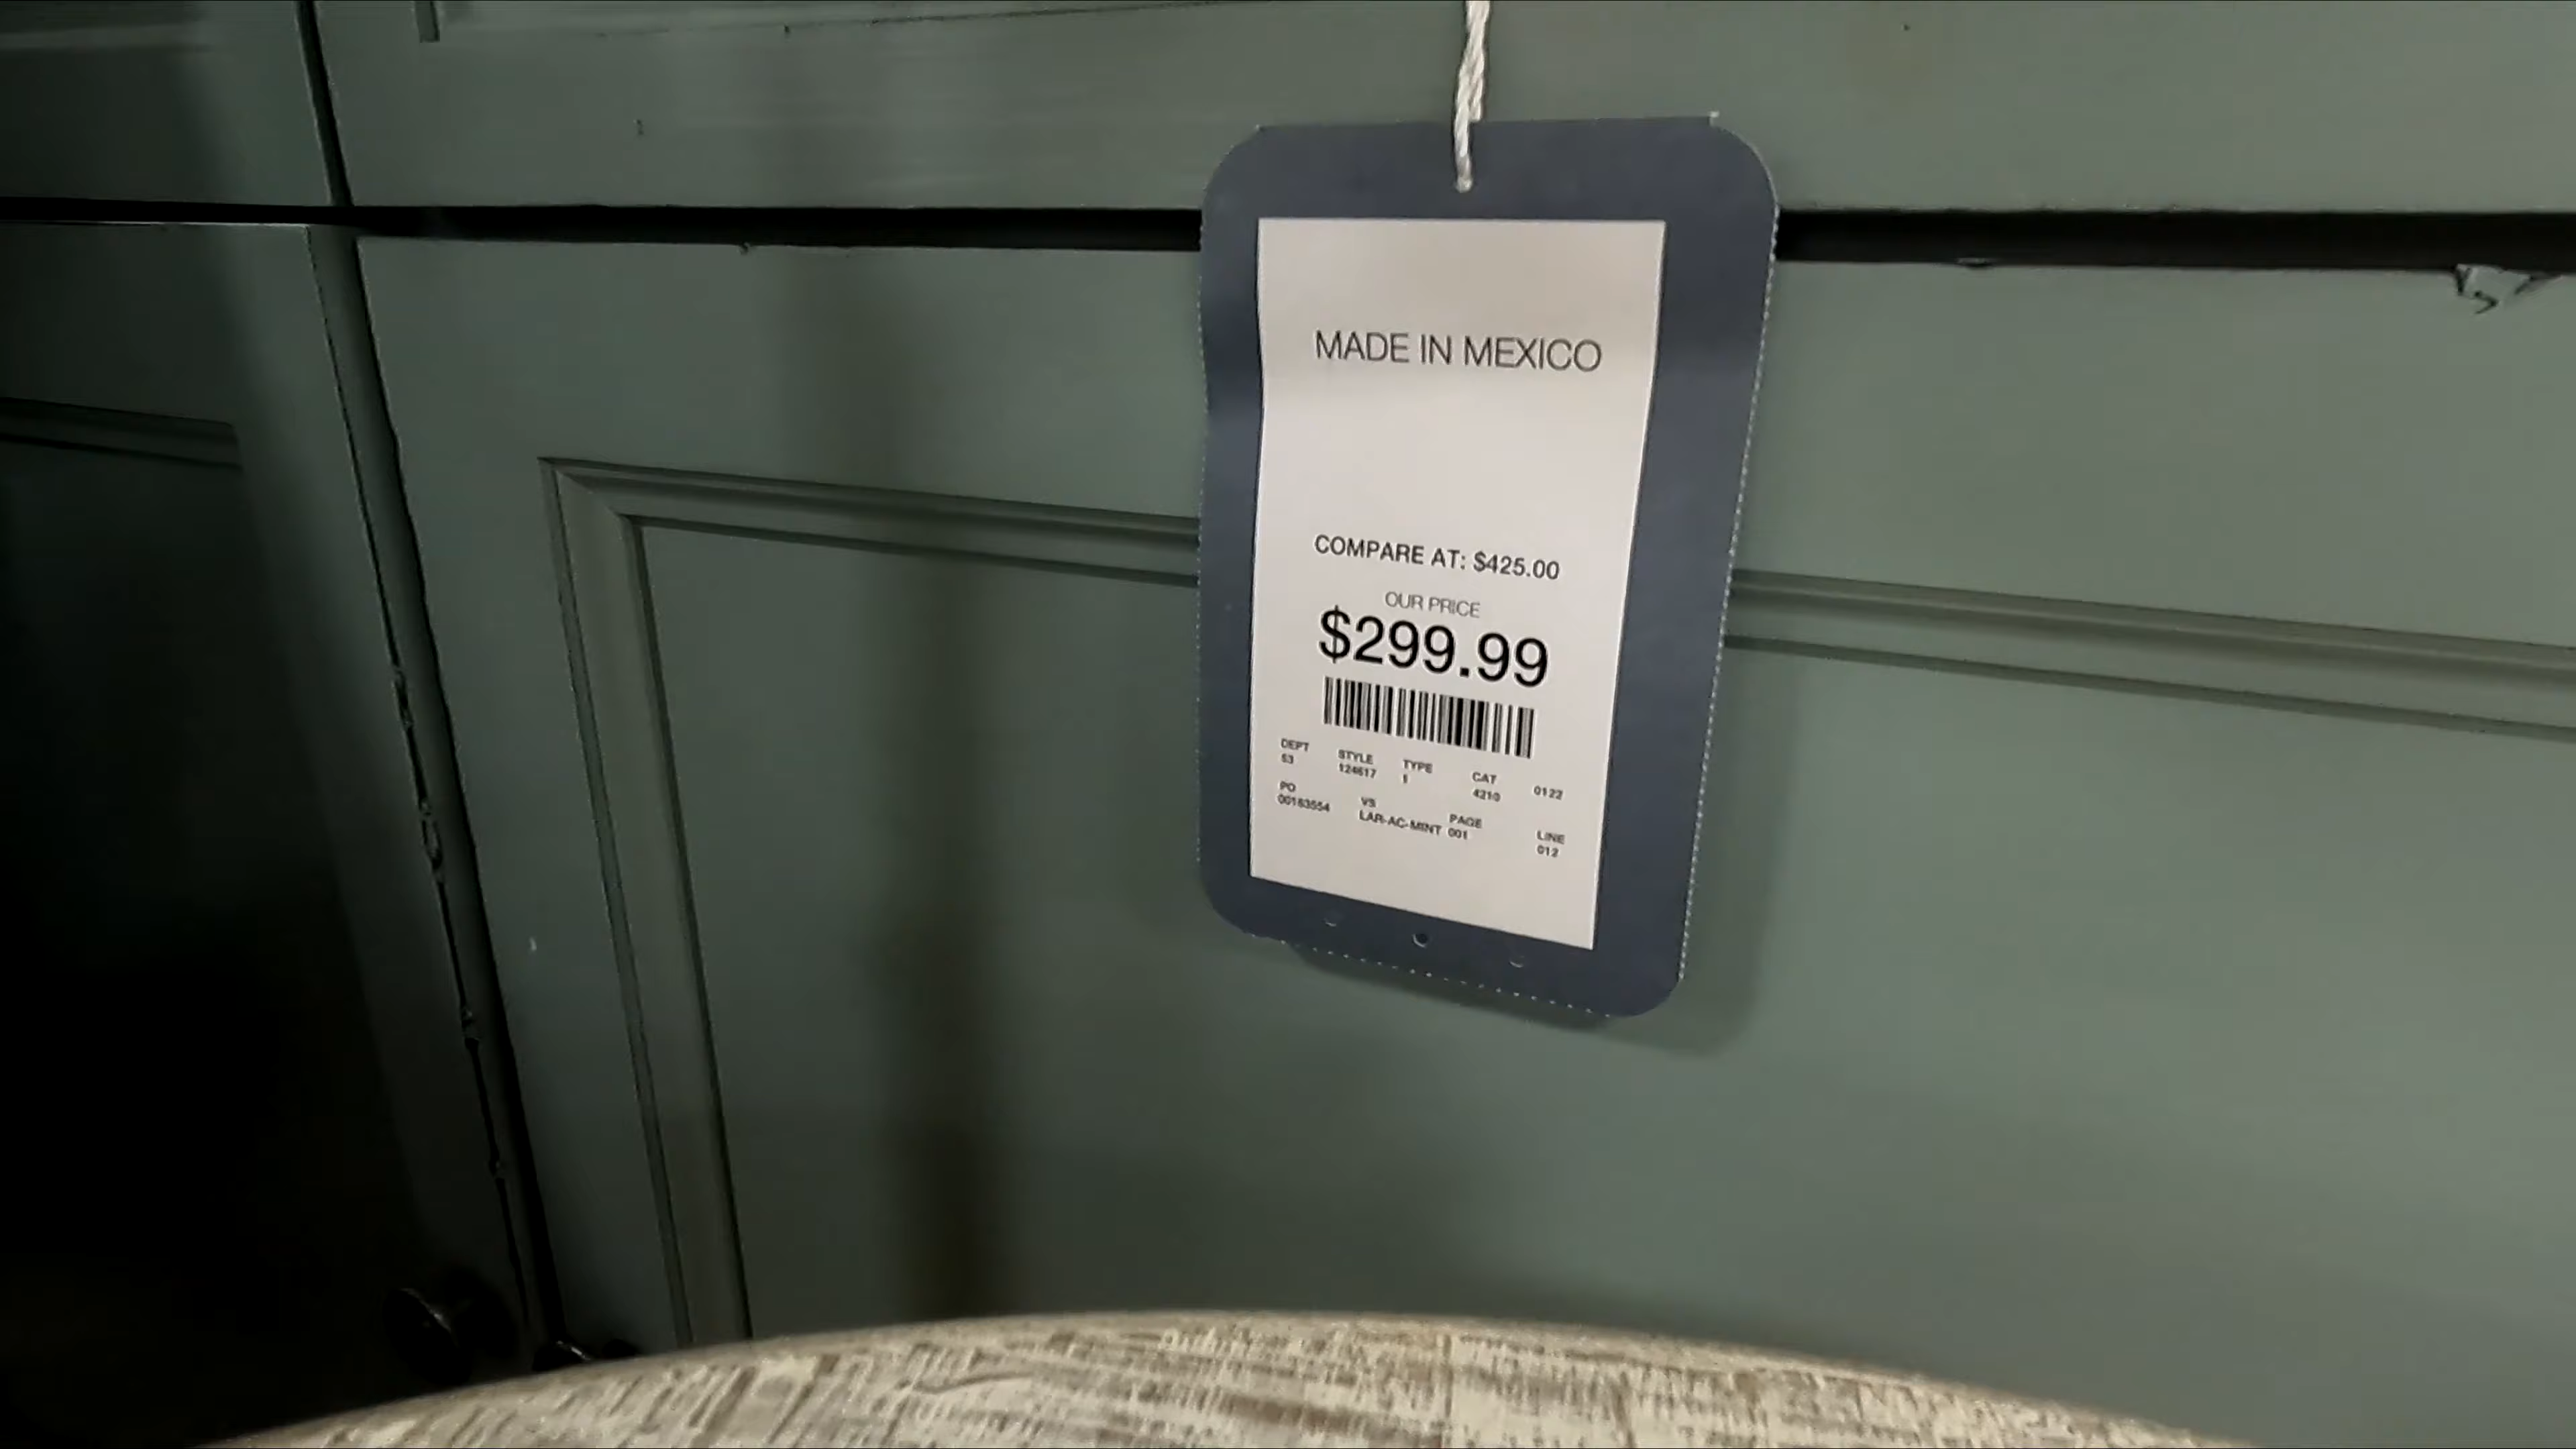 MADE IN MEXICO
COMPARE AT: $425.00
OUR PRICE
$299.99
DEPT STYLE TYPE CAT 0122
53 124617 1 4210
PO VS PAGE LINE
00163554 LAR-AC-MINT 001 012